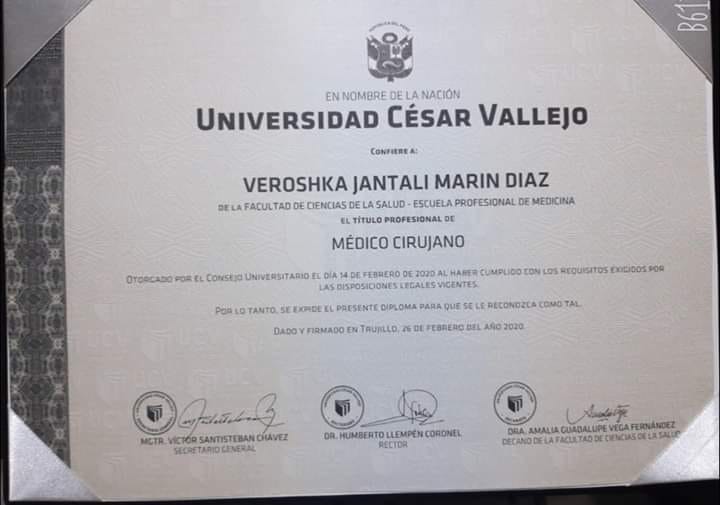 B617
REPÚBLICA DEL PERÚ
EN NOMBRE DE LA NACIÓN
UNIVERSIDAD CÉSAR VALLEJO
CONFIERE A:
VEROSHKA JANTALI MARIN DIAZ
DE LA FACULTAD DE CIENCIAS DE LA SALUD - ESCUELA PROFESIONAL DE MEDICINA
EL TÍTULO PROFESIONAL DE
MÉDICO CIRUJANO
OTORGADO POR EL CONSEJO UNIVERSITARIO EL DÍA 14 DE FEBRERO DE 2020 AL HABER CUMPLIDO CON LOS REQUISITOS EXIGIDOS POR
LAS DISPOSICIONES LEGALES VIGENTES.
POR LO TANTO, SE EXPIDE EL PRESENTE DIPLOMA PARA QUE SE LE RECONOZCA COMO TAL.
DADO Y FIRMADO EN TRUJILLO, 26 DE FEBRERO DEL AÑO 2020.
MGTR. VÍCTOR SANTISTEBAN CHÁVEZ
SECRETARIO GENERAL
DR. HUMBERTO LLEMPÉN CORONEL
RECTOR
DRA. AMALIA GUADALUPE VEGA FERNÁNDEZ
DECANO DE LA FACULTAD DE CIENCIAS DE LA SALUD